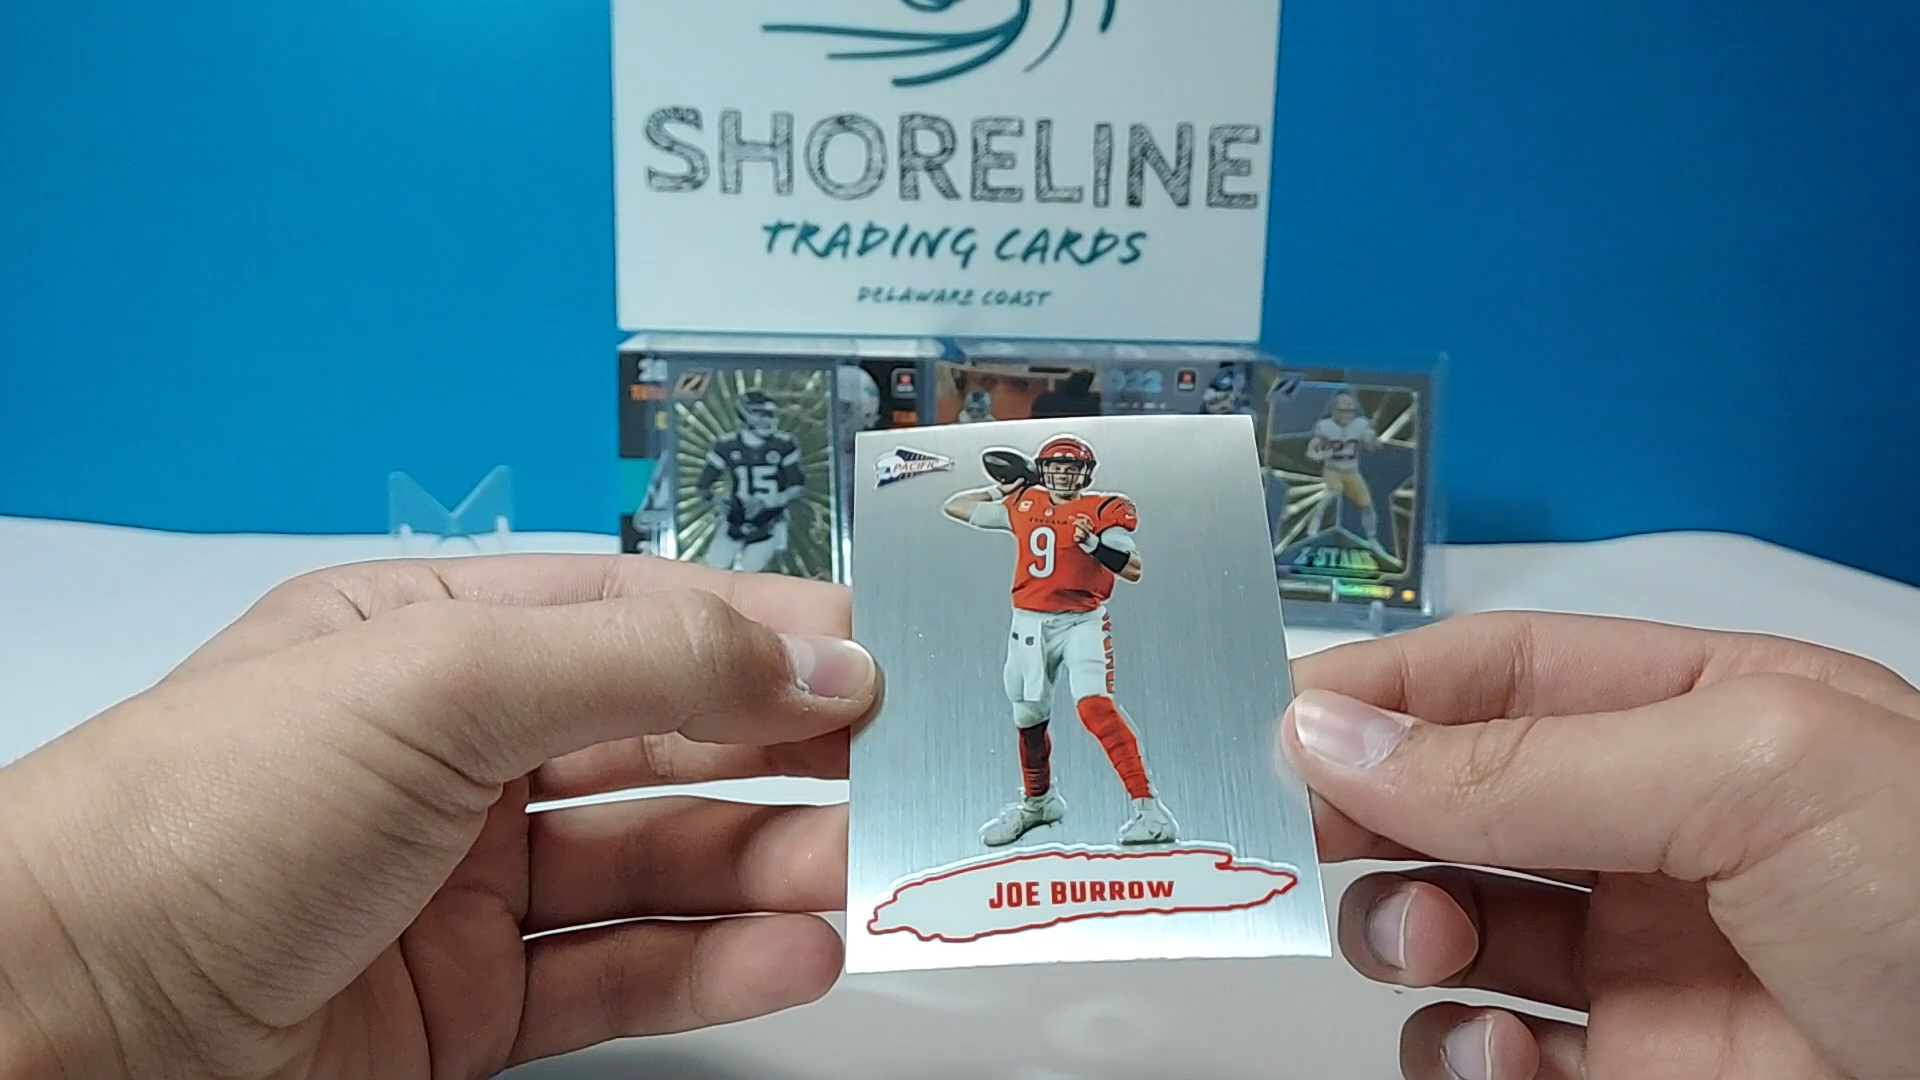 SHORELINE
TRADING CARDS
DELAWARE COAST
15
Z-STARS
PACIFIC
9
JOE BURROW